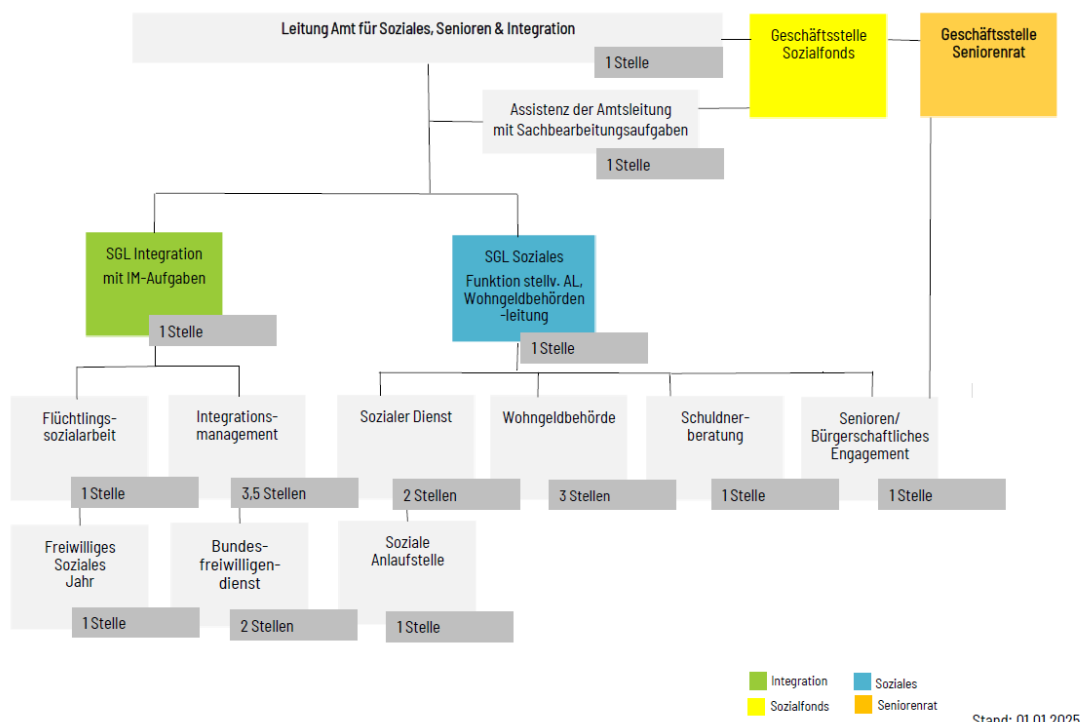 Leitung Amt für Soziales, Senioren & Integration
1 Stelle
Geschäftsstelle
Sozialfonds
Geschäftsstelle
Seniorenrat
Assistenz der Amtsleitung
mit Sachbearbeitungsaufgaben
1 Stelle
SGL Integration
mit IM-Aufgaben
1 Stelle
SGL Soziales
Funktion stellv. AL,
Wohngeldbehörden
-leitung
1 Stelle
Flüchtlings-
sozialarbeit
1 Stelle
Integrations-
management
3,5 Stellen
Sozialer Dienst
2 Stellen
Wohngeldbehörde
3 Stellen
Schuldner-
beratung
1 Stelle
Senioren/
Bürgerschaftliches
Engagement
1 Stelle
Freiwilliges
Soziales
Jahr
1 Stelle
Bundes-
freiwilligen-
dienst
2 Stellen
Soziale
Anlaufstelle
1 Stelle
Integration
Soziales
Sozialfonds
Seniorenrat
Stand: 01.01.2025